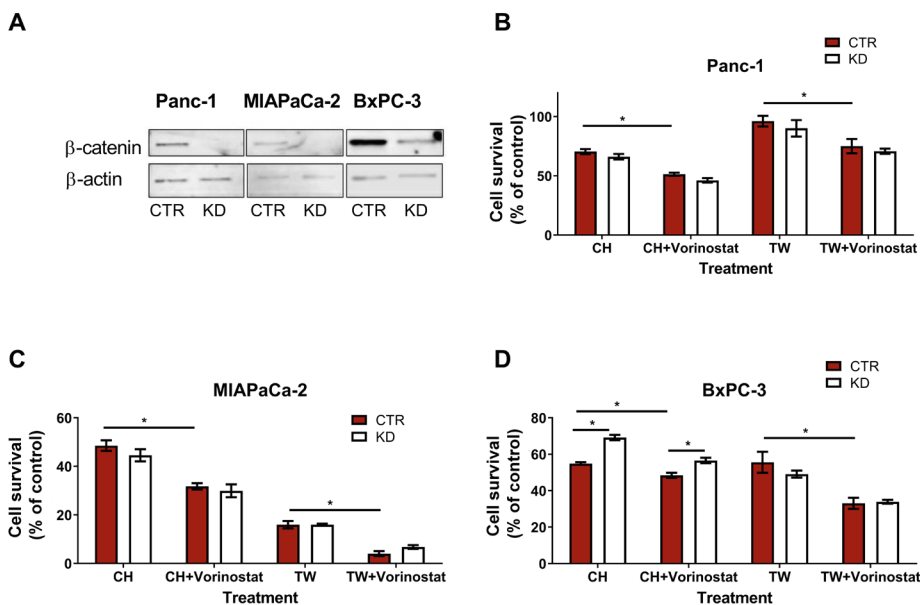 A
Panc-1 MIAPaCa-2 BxPC-3
β-catenin
β-actin
CTR KD CTR KD CTR KD
B
CTR
KD
Panc-1
*
*
Cell survival
(% of control)
100
50
0
CH CH+Vorinostat TW TW+Vorinostat
Treatment
C
MIAPaCa-2
CTR
KD
*
*
Cell survival
(% of control)
60
40
20
0
CH CH+Vorinostat TW TW+Vorinostat
Treatment
D
CTR
KD
BxPC-3
*
*
*
*
Cell survival
(% of control)
80
60
40
20
0
CH CH+Vorinostat TW TW+Vorinostat
Treatment